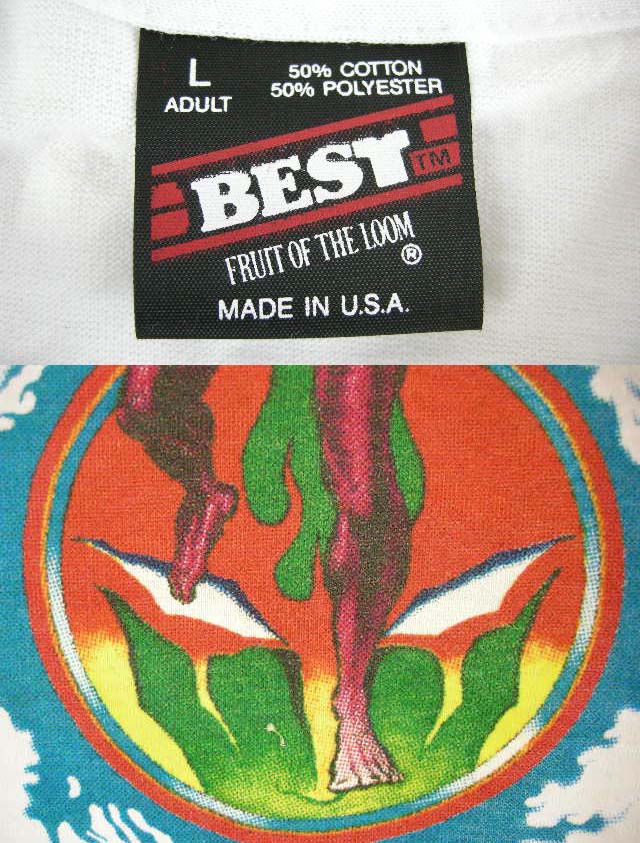 L
ADULT
50% COTTON
50% POLYESTER
BEST TM
FRUIT OF THE LOOM ®
MADE IN U.S.A.